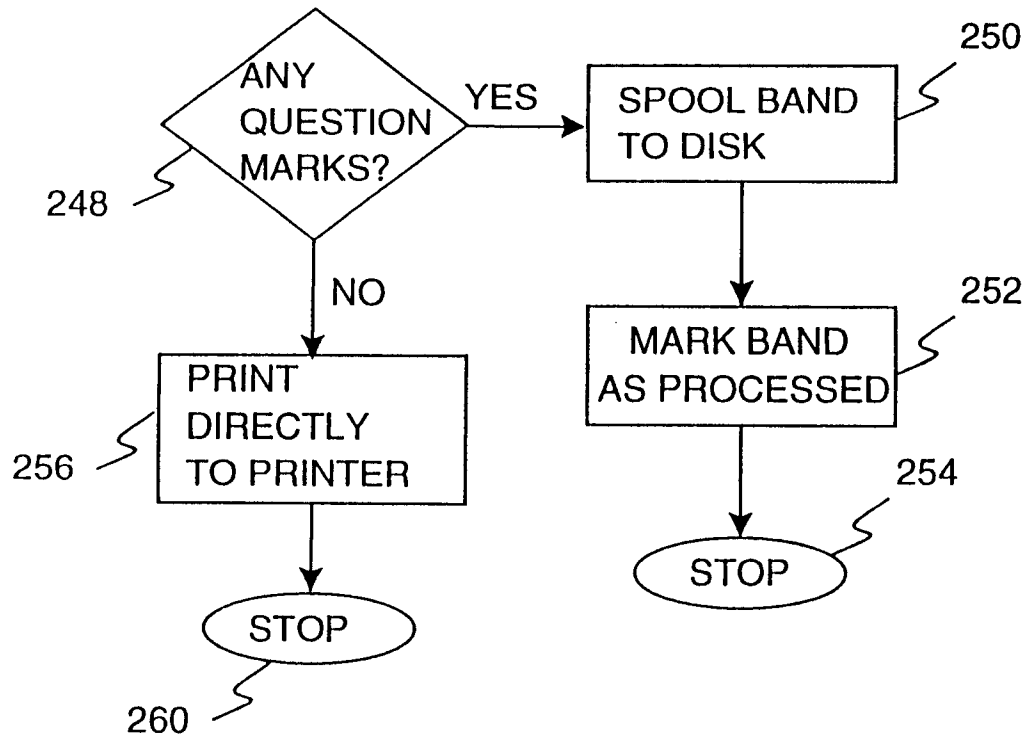 ANY
QUESTION
MARKS?
248
YES
SPOOL BAND
TO DISK
250
NO
MARK BAND
AS PROCESSED
252
PRINT
DIRECTLY
TO PRINTER
256
STOP
254
STOP
260